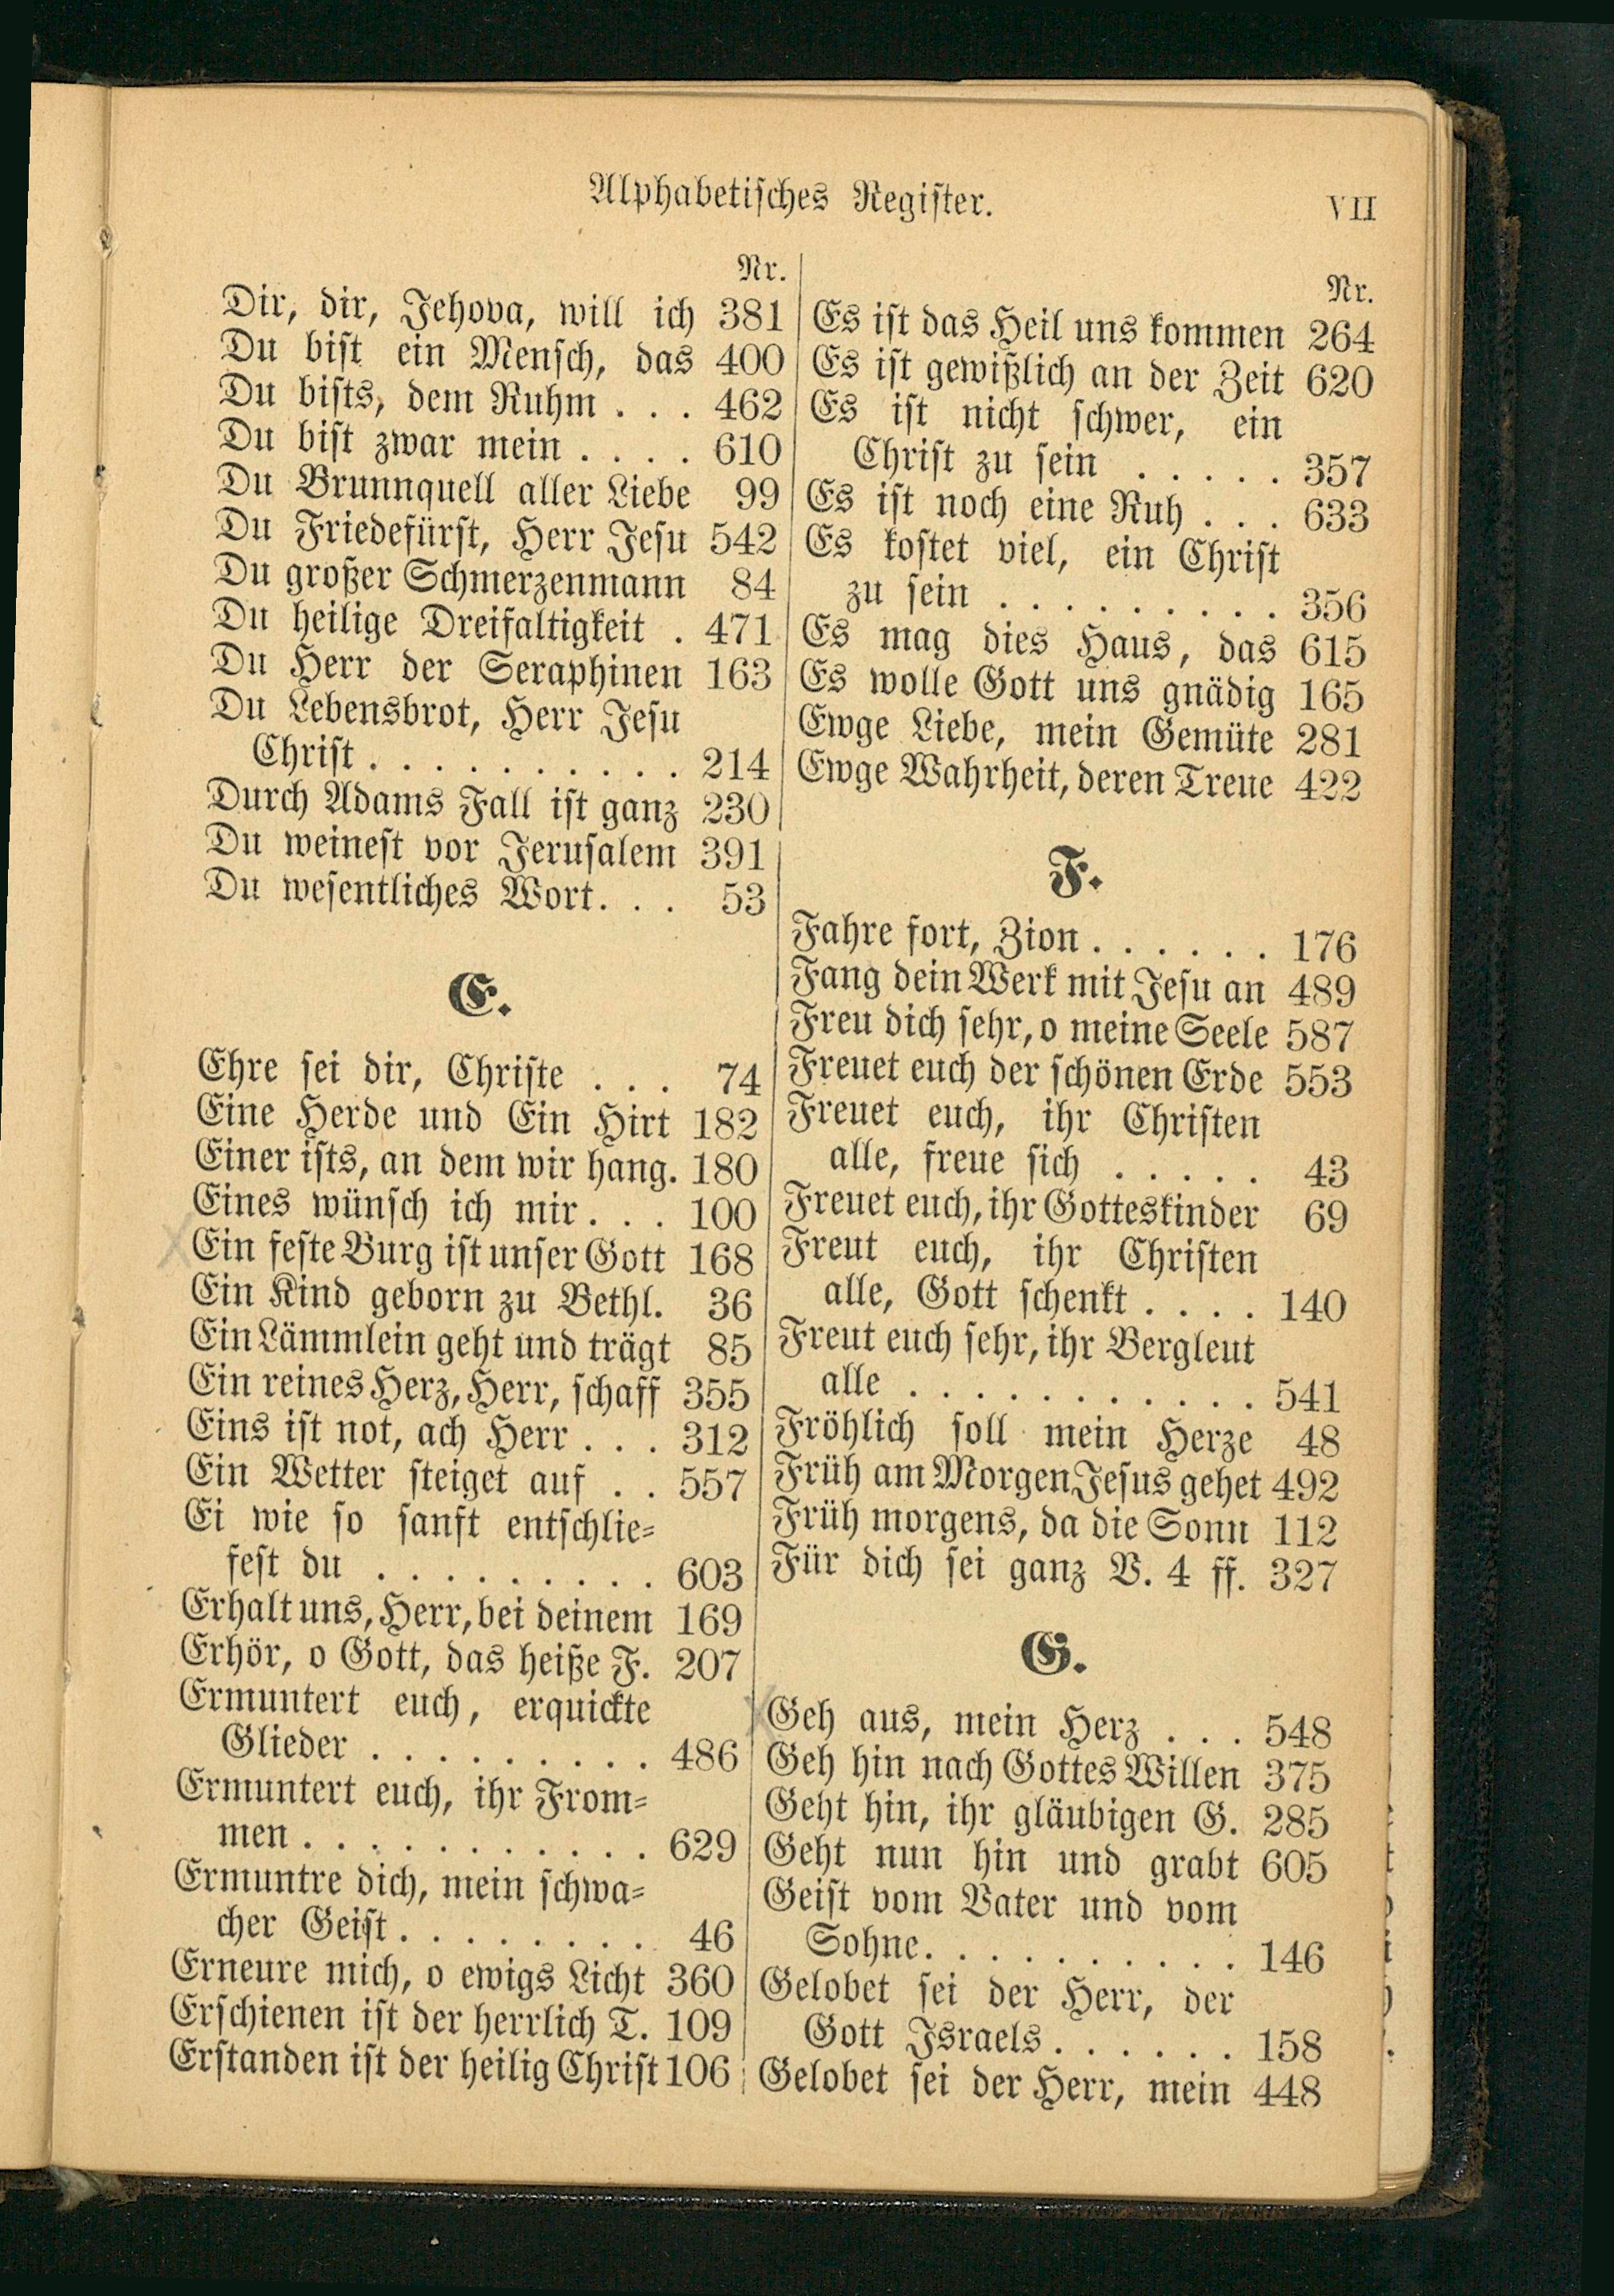 Alphabetisches Register.
VII
Nr.
Dir, dir, Jehova, will ich 381
Du bist ein Mensch, das 400
Du bists, dem Ruhm . . . 462
Du bist zwar mein . . . . 610
Du Brunnquell aller Liebe 99
Du Friedefürst, Herr Jesu 542
Du großer Schmerzenmann 84
Du heilige Dreifaltigkeit . 471
Du Herr der Seraphinen 163
Du Lebensbrot, Herr Jesu
Christ . . . . . . . . . . 214
Durch Adams Fall ist ganz 230
Du weinest vor Jerusalem 391
Du wesentliches Wort. . . 53
E.
Ehre sei dir, Christe . . . 74
Eine Herde und Ein Hirt 182
Einer ists, an dem wir hang. 180
Eines wünsch ich mir. . . 100
Ein feste Burg ist unser Gott 168
Ein Kind geborn zu Bethl. 36
Ein Lämmlein geht und trägt 85
Ein reines Herz, Herr, schaff 355
Eins ist not, ach Herr . . . 312
Ein Wetter steiget auf . . 557
Ei wie so sanft entschlie-
fest du . . . . . . . . . 603
Erhalt uns, Herr, bei deinem 169
Erhör, o Gott, das heiße F. 207
Ermuntert euch, erquickte
Glieder . . . . . . . . . 486
Ermuntert euch, ihr From-
men . . . . . . . . . . . 629
Ermuntre dich, mein schwa-
cher Geist . . . . . . . . 46
Erneure mich, o ewigs Licht 360
Erschienen ist der herrlich T. 109
Erstanden ist der heilig Christ 106
Nr.
Es ist das Heil uns kommen 264
Es ist gewißlich an der Zeit 620
Es ist nicht schwer, ein
Christ zu sein . . . . . 357
Es ist noch eine Ruh . . . 633
Es kostet viel, ein Christ
zu sein . . . . . . . . . 356
Es mag dies Haus, das 615
Es wolle Gott uns gnädig 165
Ewge Liebe, mein Gemüte 281
Ewge Wahrheit, deren Treue 422
F.
Fahre fort, Zion . . . . . . 176
Fang dein Werk mit Jesu an 489
Freu dich sehr, o meine Seele 587
Freuet euch der schönen Erde 553
Freuet euch, ihr Christen
alle, freue sich . . . . . 43
Freuet euch, ihr Gotteskinder 69
Freut euch, ihr Christen
alle, Gott schenkt . . . . 140
Freut euch sehr, ihr Bergleut
alle . . . . . . . . . . . 541
Fröhlich soll mein Herze 48
Früh am Morgen Jesus gehet 492
Früh morgens, da die Sonn 112
Für dich sei ganz V. 4 ff. 327
G.
Geh aus, mein Herz . . . 548
Geh hin nach Gottes Willen 375
Geht hin, ihr gläubigen G. 285
Geht nun hin und grabt 605
Geist vom Vater und vom
Sohne. . . . . . . . . . 146
Gelobet sei der Herr, der
Gott Israels . . . . . . 158
Gelobet sei der Herr, mein 448